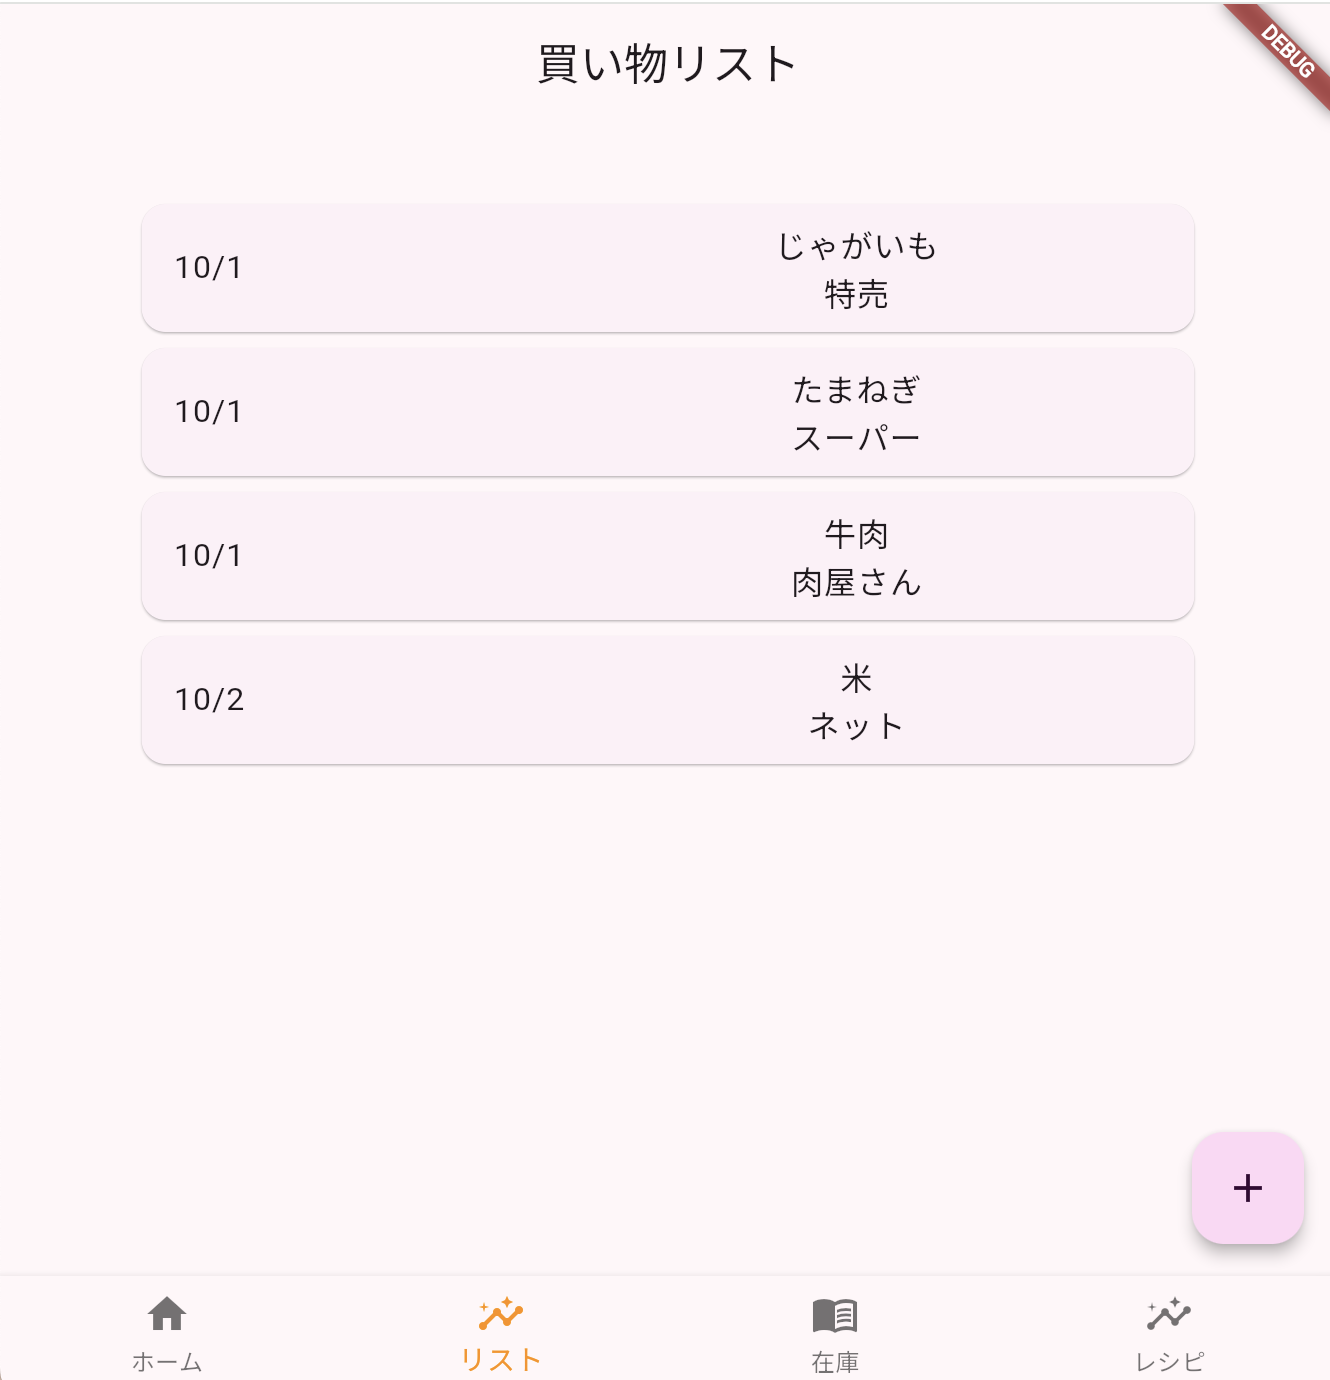 買い物リスト
DEBUG
10/1
じゃがいも
特売
10/1
たまねぎ
スーパー
10/1
牛肉
肉屋さん
10/2
米
ネット
+
ホーム
リスト
在庫
レシピ